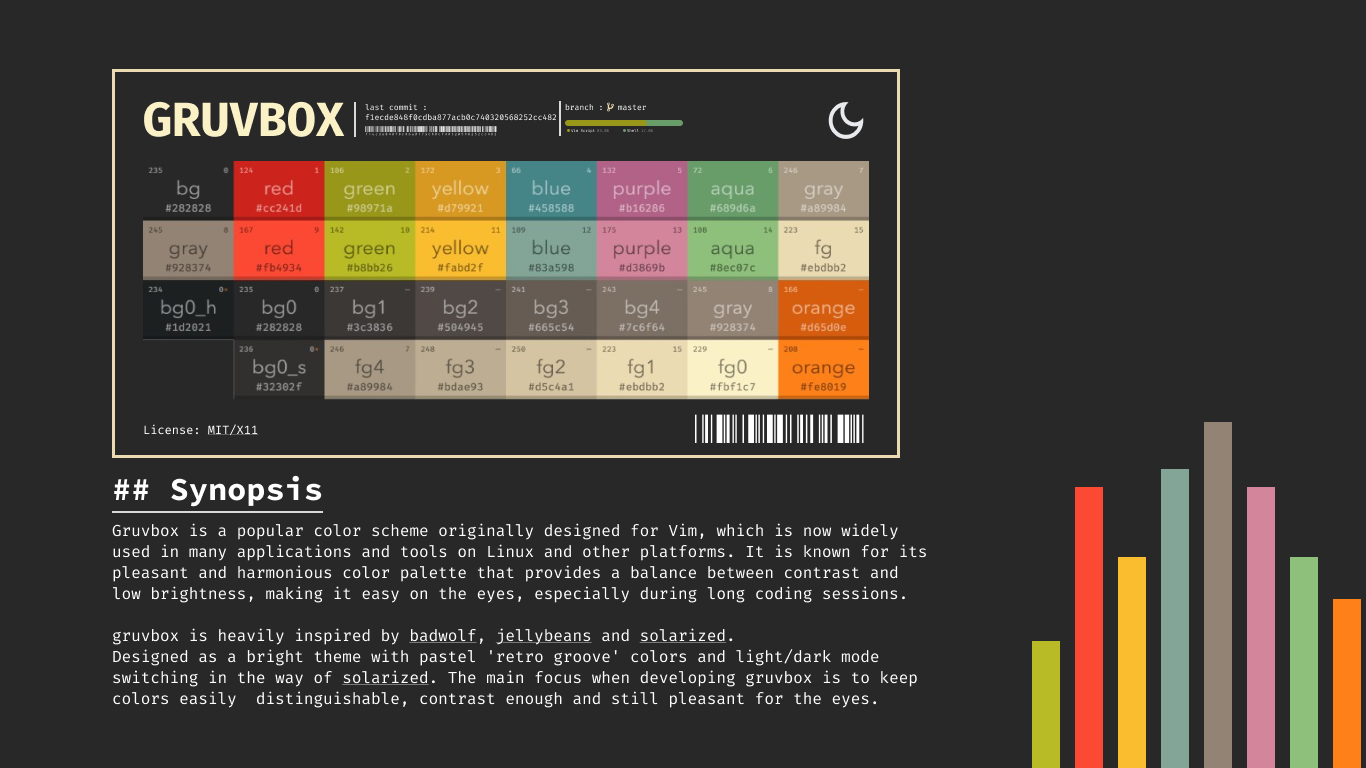 GRUVBOX
last commit :
f1ecde848f0cdba877acb0c740320568252cc482
branch : master
Vim Script
Shell
235 0 124 1 106 2 172 3 66 4 132 5 72 6 246 7
bg red green yellow blue purple aqua gray
#282828 #cc241d #98971a #d79921 #458588 #b16286 #689d6a #a89984
245 8 167 9 142 10 214 11 109 12 175 13 108 14 223 15
gray red green yellow blue purple aqua fg
#928374 #fb4934 #b8bb26 #fabd2f #83a598 #d3869b #8ec07c #ebdbb2
234 0* 235 0 237 — 239 — 241 — 243 — 245 8 166 —
bg0_h bg0 bg1 bg2 bg3 bg4 gray orange
#1d2021 #282828 #3c3836 #504945 #665c54 #7c6f64 #928374 #d65d0e
236 0* 246 7 248 — 250 — 223 15 229 — 208 —
bg0_s fg4 fg3 fg2 fg1 fg0 orange
#32302f #a89984 #bdae93 #d5c4a1 #ebdbb2 #fbf1c7 #fe8019
License: MIT/X11
## Synopsis
Gruvbox is a popular color scheme originally designed for Vim, which is now widely
used in many applications and tools on Linux and other platforms. It is known for its
pleasant and harmonious color palette that provides a balance between contrast and
low brightness, making it easy on the eyes, especially during long coding sessions.
gruvbox is heavily inspired by badwolf, jellybeans and solarized.
Designed as a bright theme with pastel 'retro groove' colors and light/dark mode
switching in the way of solarized. The main focus when developing gruvbox is to keep
colors easily  distinguishable, contrast enough and still pleasant for the eyes.